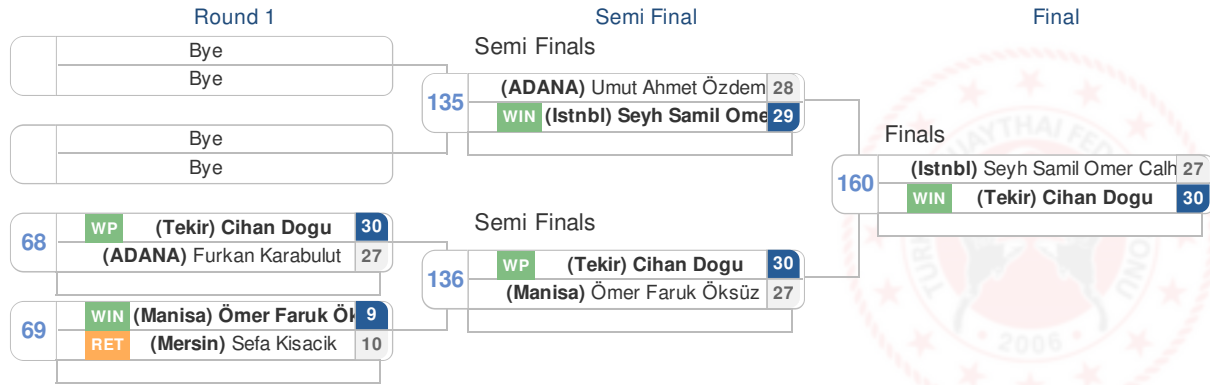 Round 1
Semi Final
Final
Bye
Bye
Bye
Bye
68
WP (Tekir) Cihan Dogu 30
(ADANA) Furkan Karabulut 27
69
WIN (Manisa) Ömer Faruk Ök 9
RET (Mersin) Sefa Kisacik 10
Semi Finals
135
(ADANA) Umut Ahmet Özdem 28
WIN (Istnbl) Seyh Samil Ome 29
Semi Finals
136
WP (Tekir) Cihan Dogu 30
(Manisa) Ömer Faruk Öksüz 27
Finals
160
(Istnbl) Seyh Samil Omer Calh 27
WIN (Tekir) Cihan Dogu 30
2006